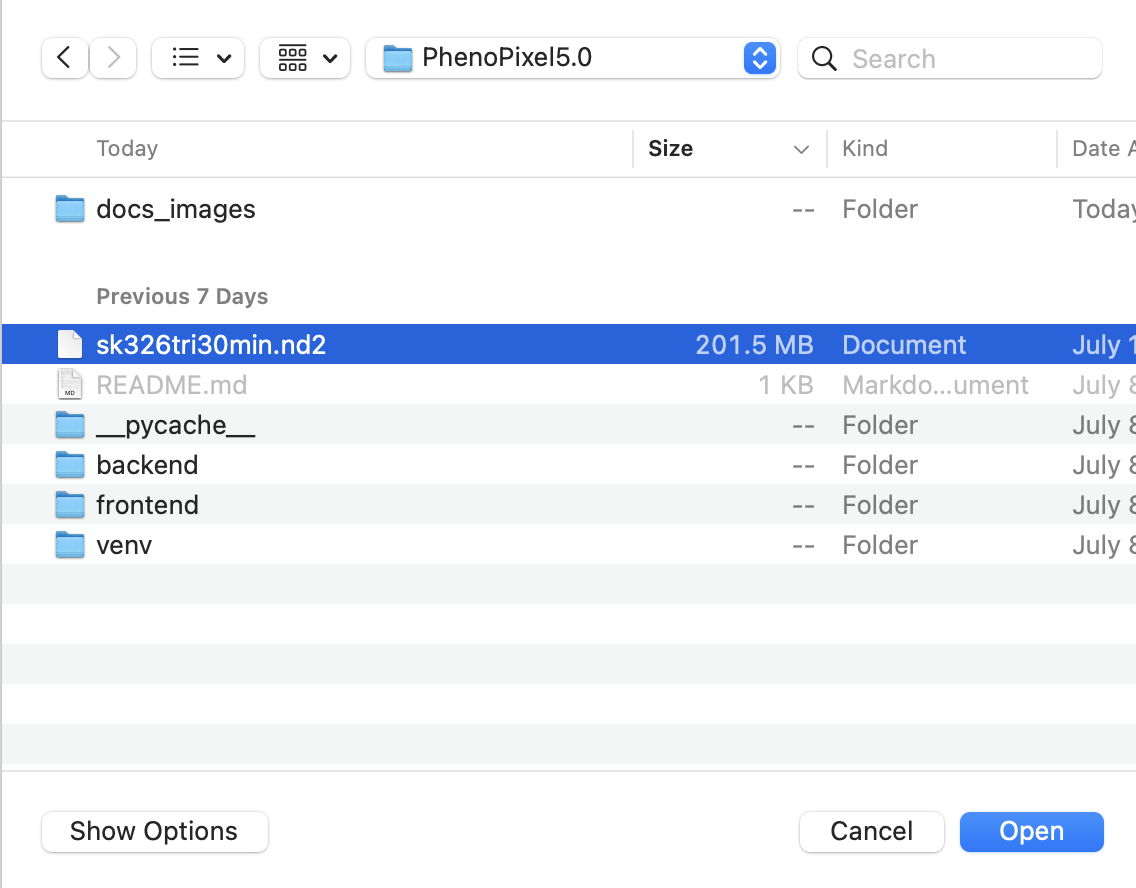 PhenoPixel5.0 Search
Today Size Kind Date A
docs_images -- Folder Today
Previous 7 Days
sk326tri30min.nd2 201.5 MB Document July 1
MD README.md 1 KB Markdo...ument July 8
__pycache__ -- Folder July 8
backend -- Folder July 8
frontend -- Folder July 8
venv -- Folder July 8
Show Options Cancel Open